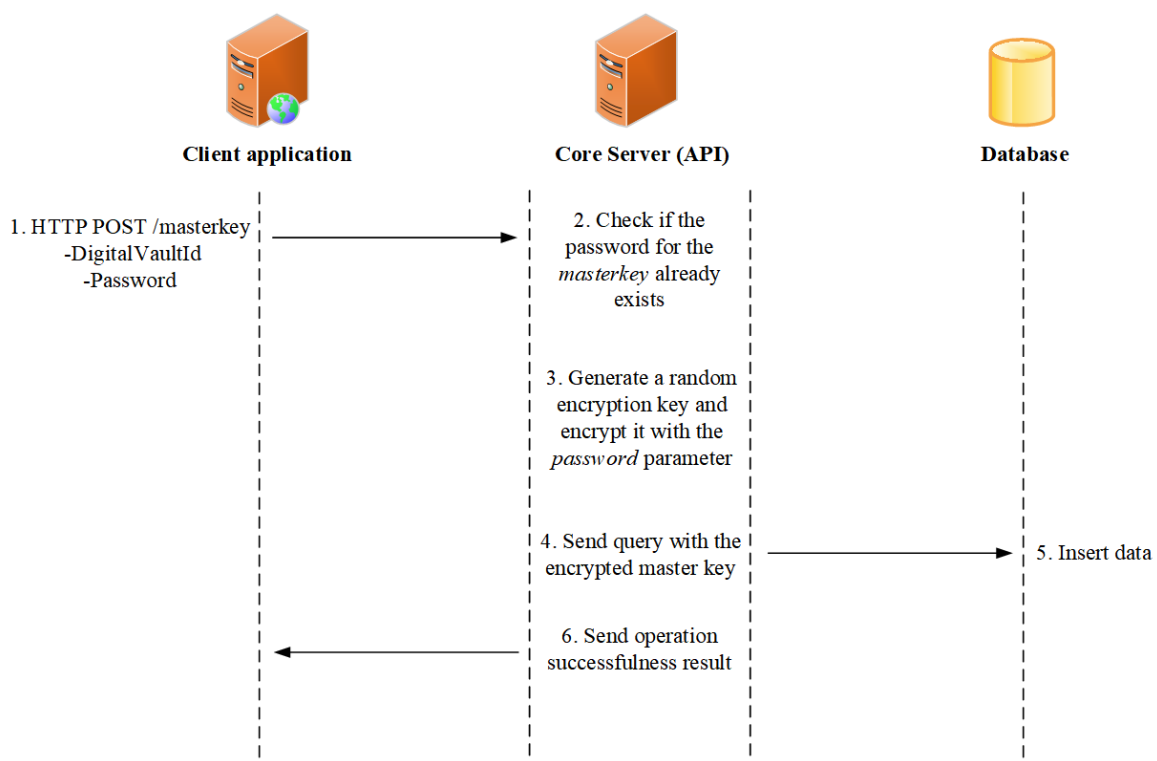 Client application
Core Server (API)
Database
1. HTTP POST /masterkey
-DigitalVaultId
-Password
2. Check if the
password for the
masterkey already
exists
3. Generate a random
encryption key and
encrypt it with the
password parameter
4. Send query with the
encrypted master key
5. Insert data
6. Send operation
successfulness result